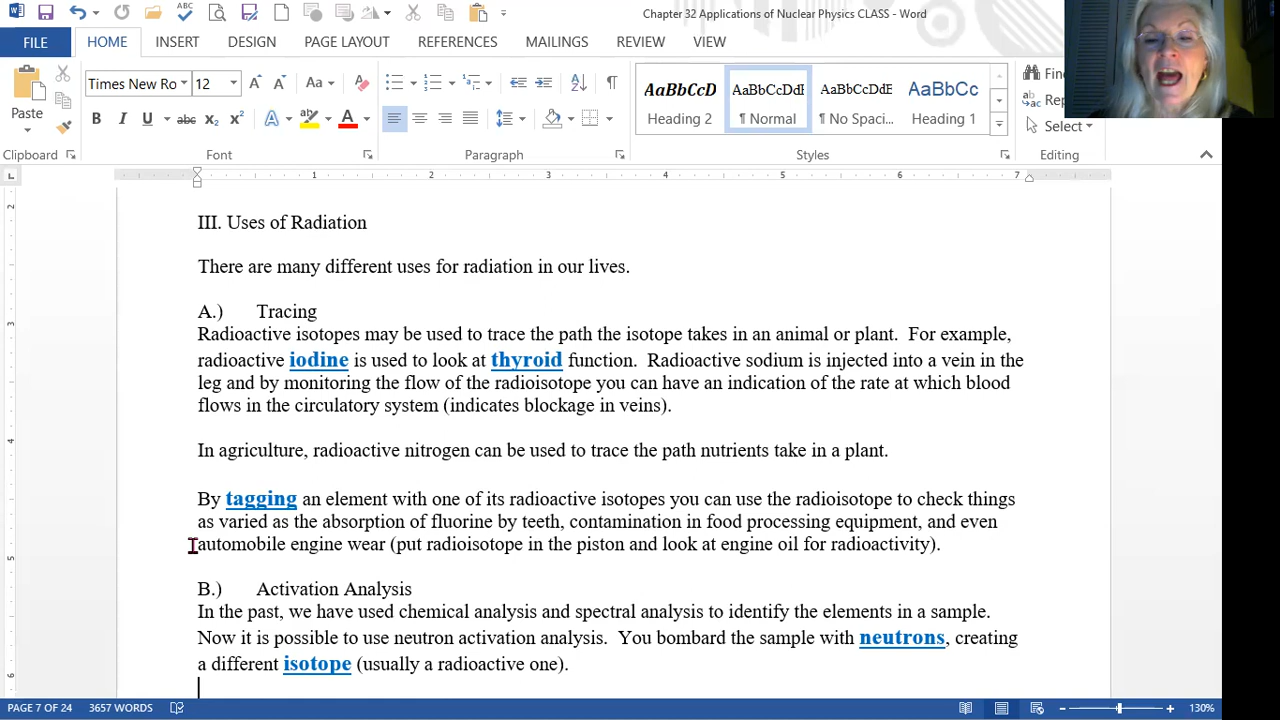 Chapter 32 Applications of Nuclear Physics CLASS - Word
FILE HOME INSERT DESIGN PAGE LAYOUT REFERENCES MAILINGS REVIEW VIEW
Times New Ro 12
Paste
AaBbCcD AaBbCcDdE AaBbCcDdE AaBbCc
Heading 2 ¶ Normal ¶ No Spaci... Heading 1
Select
Clipboard Font Paragraph Styles Editing
III. Uses of Radiation
There are many different uses for radiation in our lives.
A.) Tracing
Radioactive isotopes may be used to trace the path the isotope takes in an animal or plant. For example,
radioactive iodine is used to look at thyroid function. Radioactive sodium is injected into a vein in the
leg and by monitoring the flow of the radioisotope you can have an indication of the rate at which blood
flows in the circulatory system (indicates blockage in veins).
In agriculture, radioactive nitrogen can be used to trace the path nutrients take in a plant.
By tagging an element with one of its radioactive isotopes you can use the radioisotope to check things
as varied as the absorption of fluorine by teeth, contamination in food processing equipment, and even
automobile engine wear (put radioisotope in the piston and look at engine oil for radioactivity).
B.) Activation Analysis
In the past, we have used chemical analysis and spectral analysis to identify the elements in a sample.
Now it is possible to use neutron activation analysis. You bombard the sample with neutrons, creating
a different isotope (usually a radioactive one).
PAGE 7 OF 24 3657 WORDS 130%